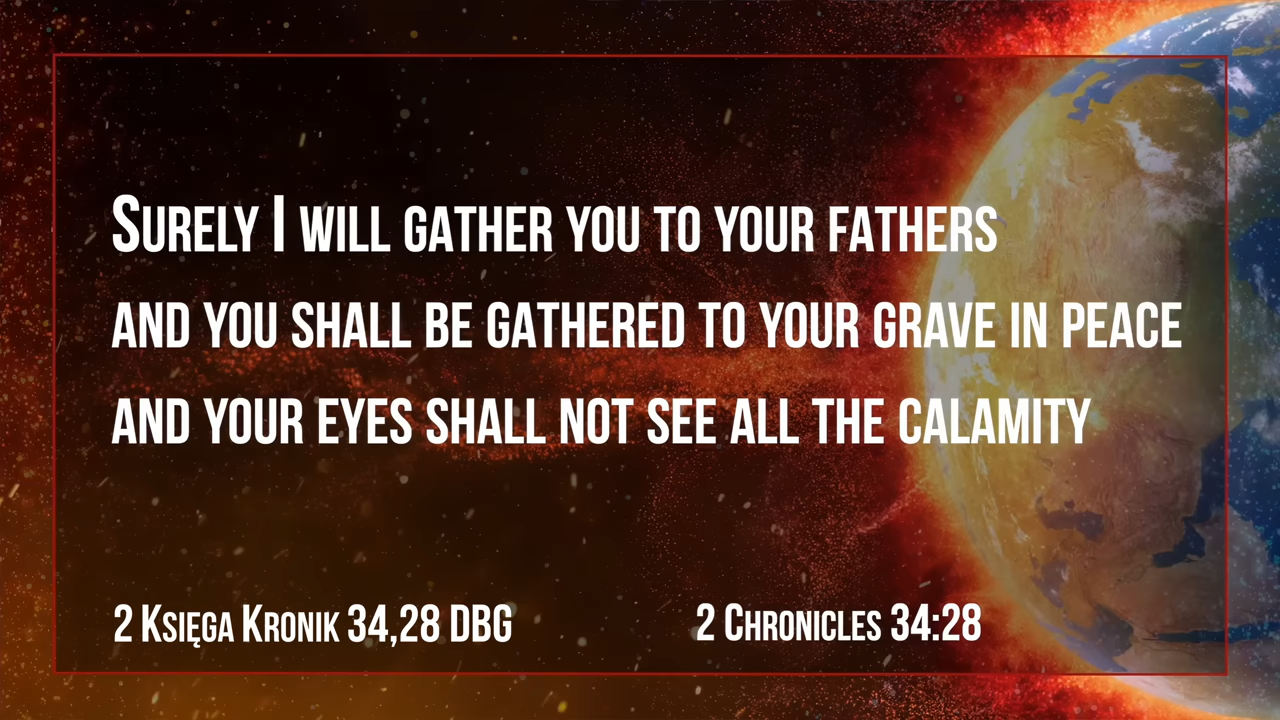 Surely I will gather you to your fathers
and you shall be gathered to your grave in peace
and your eyes shall not see all the calamity
2 Księga Kronik 34,28 DBG
2 Chronicles 34:28